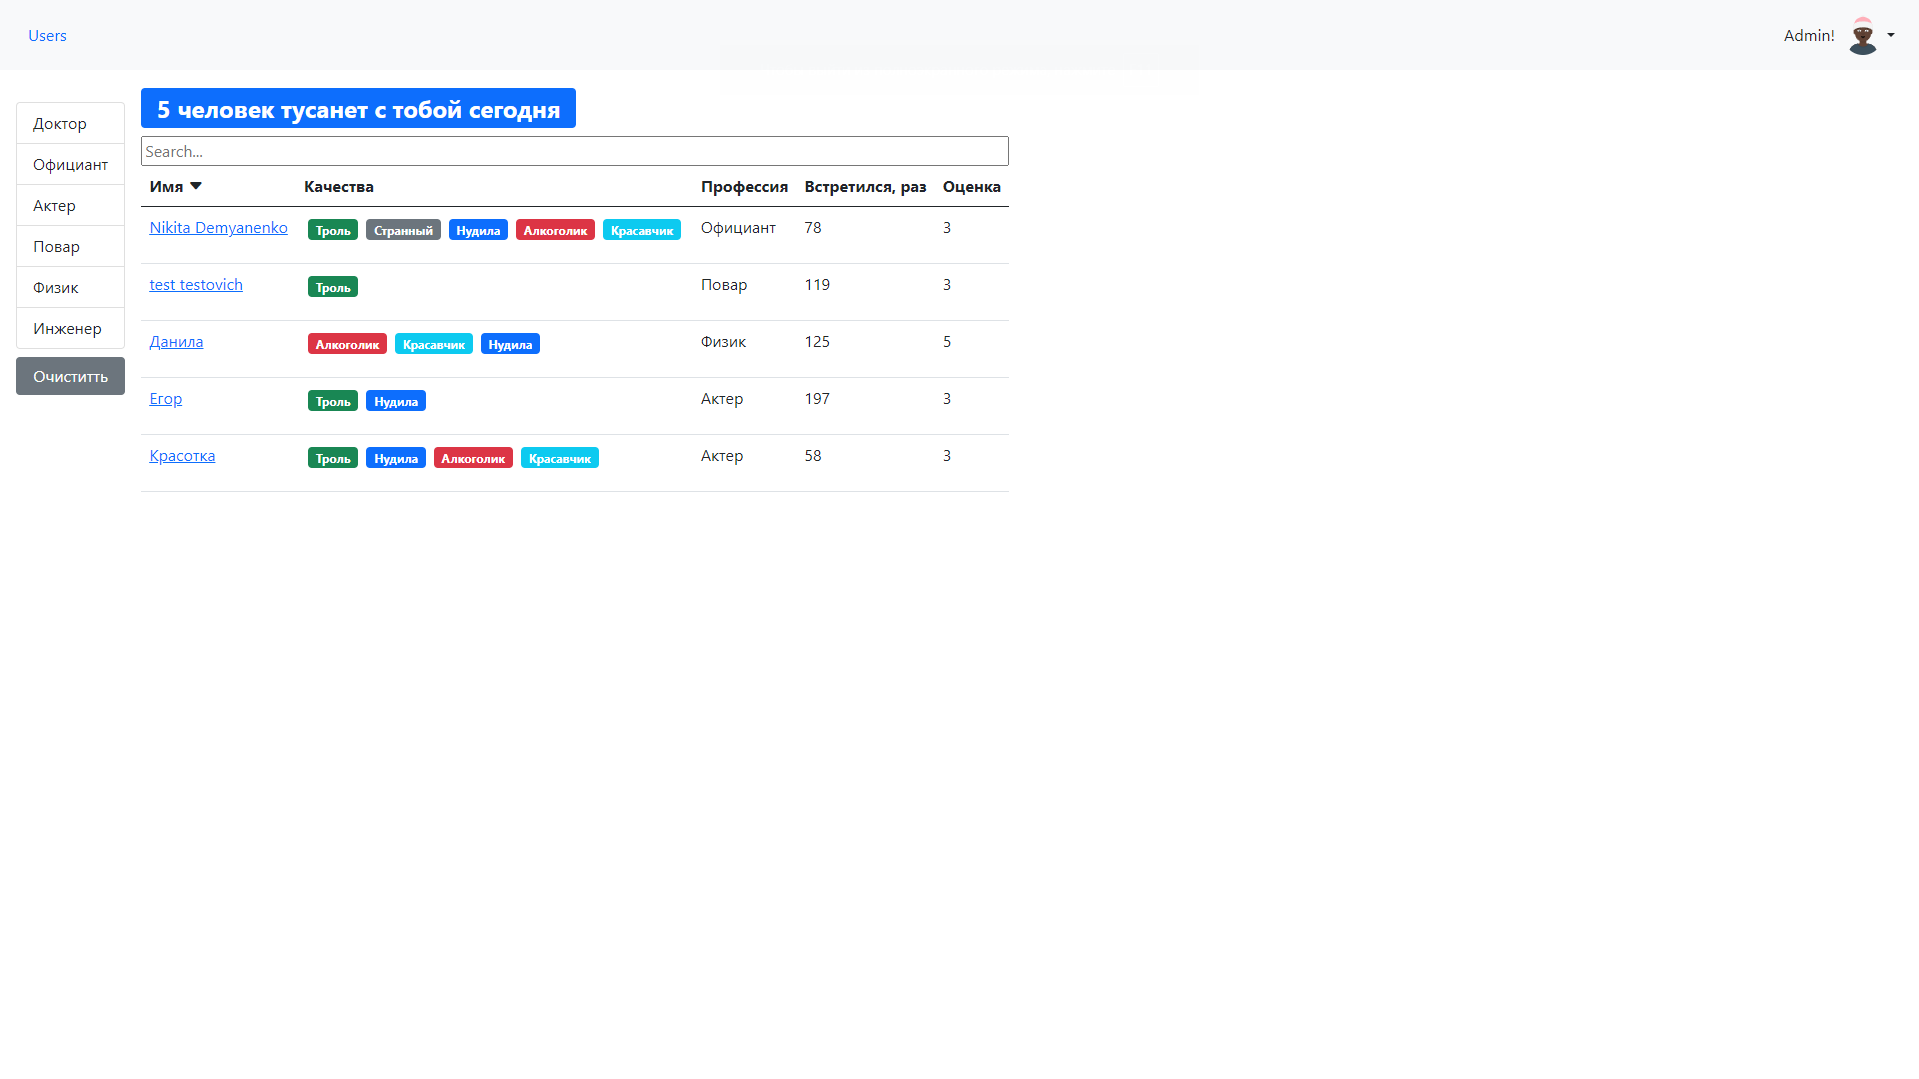 Users
Admin!
Доктор
Официант
Актер
Повар
Физик
Инженер
Очиститть
5 человек тусанет с тобой сегодня
Search...
Имя Качества Профессия Встретился, раз Оценка
Nikita Demyanenko Троль Странный Нудила Алкоголик Красавчик Официант 78 3
test testovich Троль Повар 119 3
Данила Алкоголик Красавчик Нудила Физик 125 5
Егор Троль Нудила Актер 197 3
Красотка Троль Нудила Алкоголик Красавчик Актер 58 3